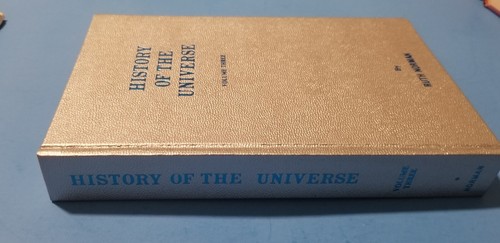 HISTORY
OF THE
UNIVERSE
VOLUME THREE
BY
RUTH NORMAN
HISTORY OF THE UNIVERSE
VOLUME
THREE
•
NORMAN